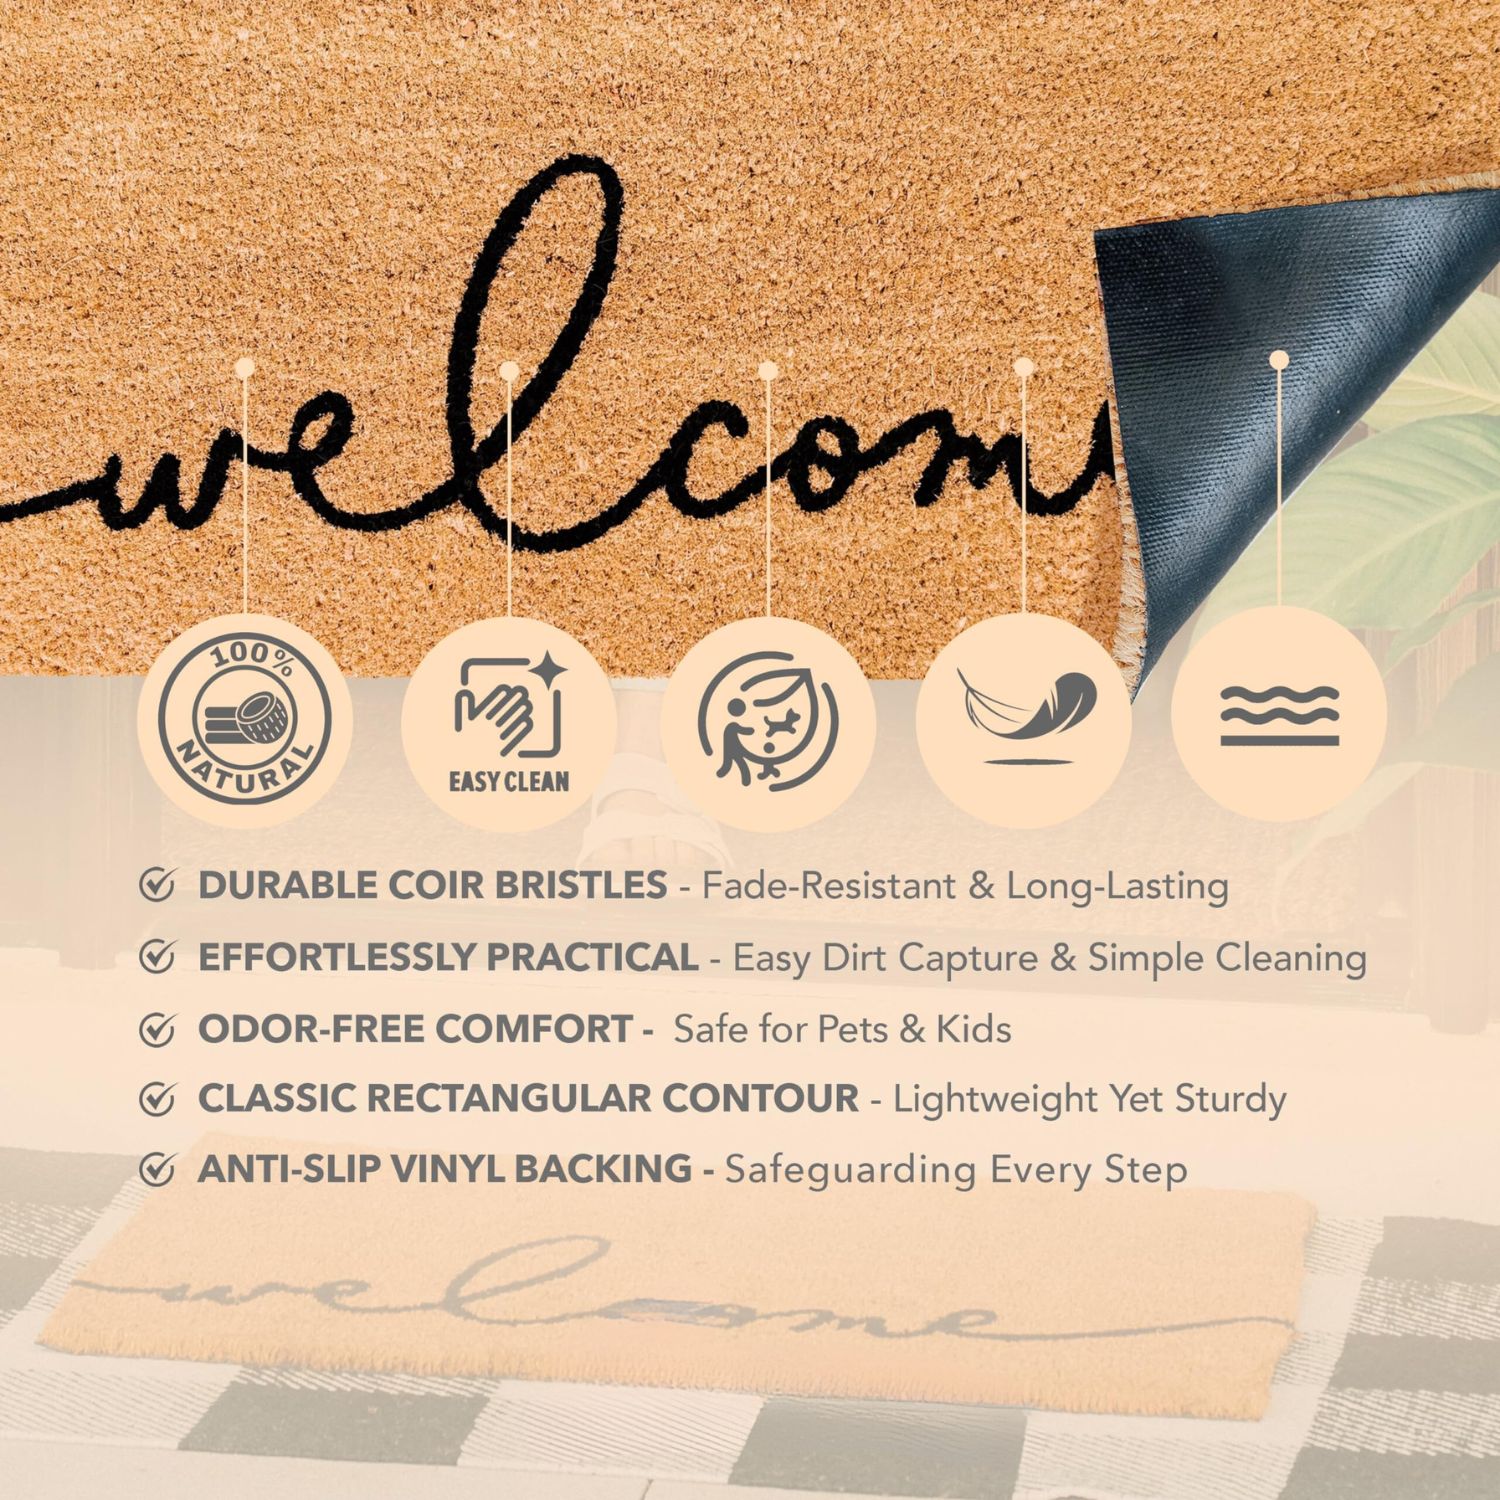 welcom
100%
NATURAL
EASY CLEAN
DURABLE COIR BRISTLES - Fade-Resistant & Long-Lasting
EFFORTLESSLY PRACTICAL - Easy Dirt Capture & Simple Cleaning
ODOR-FREE COMFORT - Safe for Pets & Kids
CLASSIC RECTANGULAR CONTOUR - Lightweight Yet Sturdy
ANTI-SLIP VINYL BACKING - Safeguarding Every Step
welcome